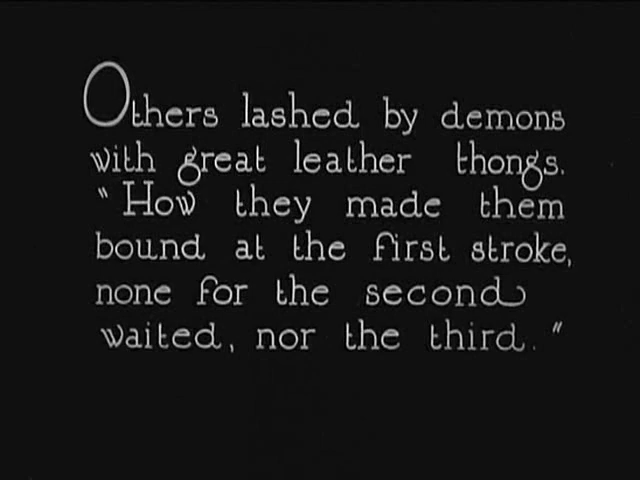 Others lashed by demons
with great leather thongs.
"How they made them
bound at the first stroke,
none for the second
waited, nor the third."